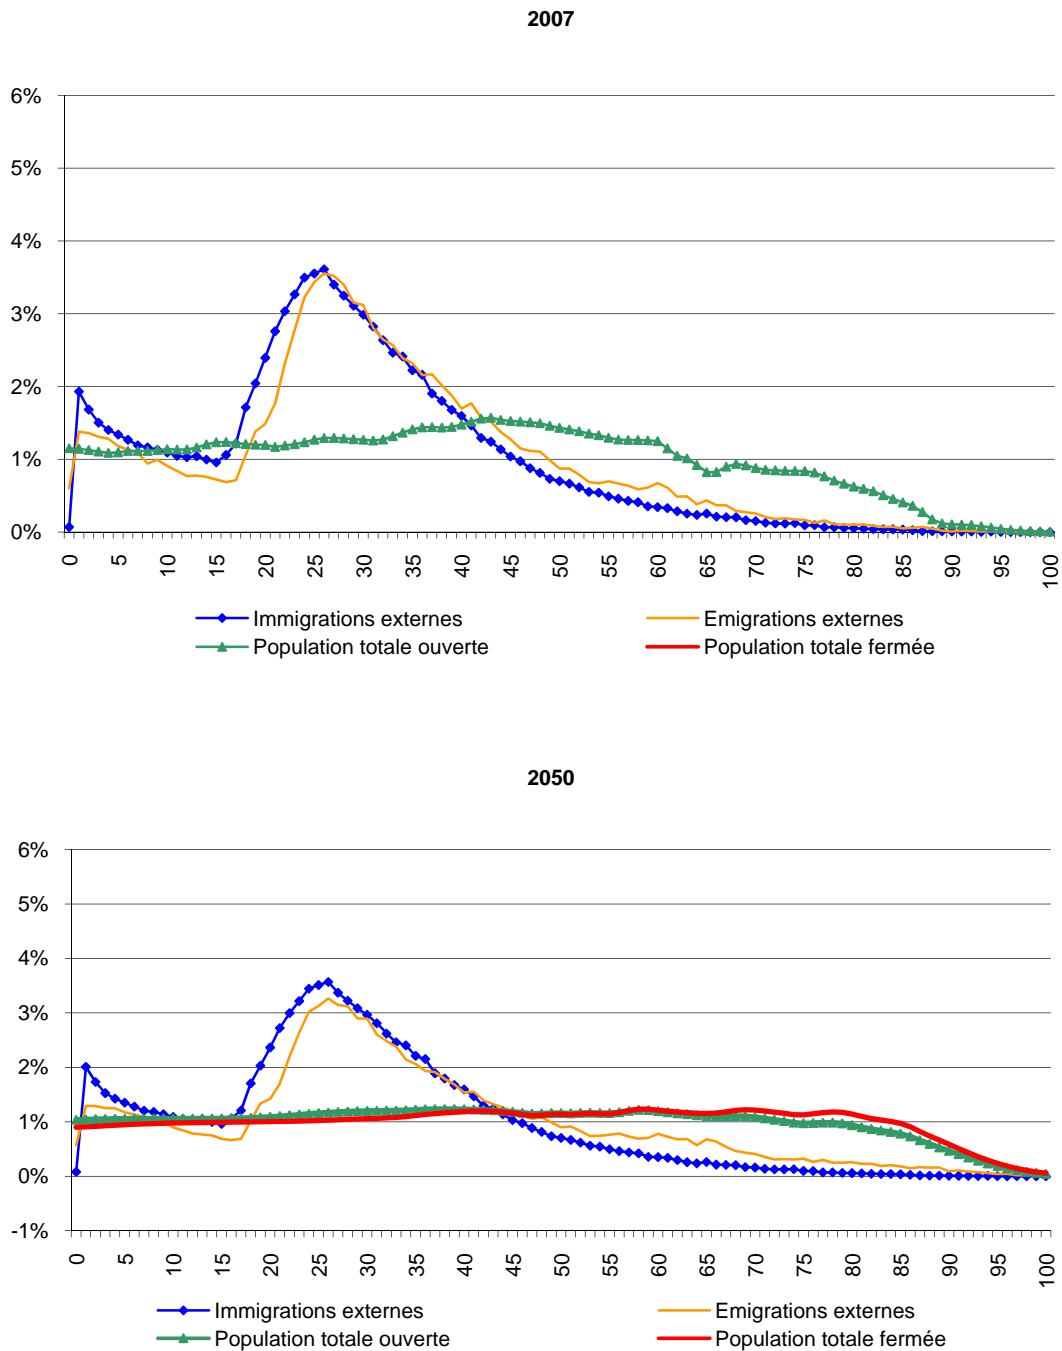 2007
6%
5%
4%
3%
2%
1%
0%
0 5 10 15 20 25 30 35 40 45 50 55 60 65 70 75 80 85 90 95 100
Immigrations externes Emigrations externes
Population totale ouverte Population totale fermée
2050
6%
5%
4%
3%
2%
1%
0%
-1%
0 5 10 15 20 25 30 35 40 45 50 55 60 65 70 75 80 85 90 95 100
Immigrations externes Emigrations externes
Population totale ouverte Population totale fermée